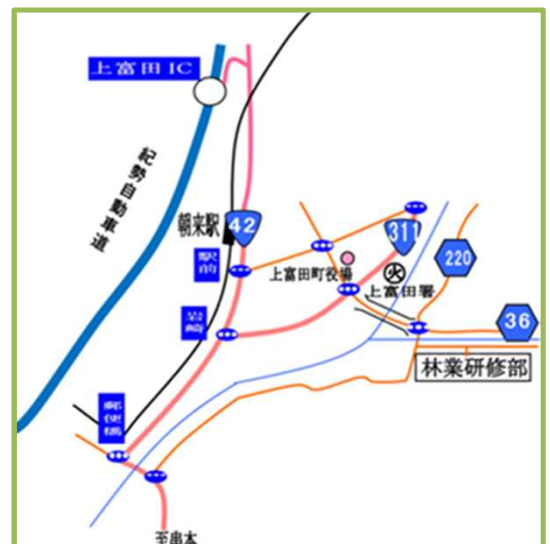 上富田IC
紀勢自動車道
朝来駅
42
駅前
311
上富田町役場
火
上富田署
220
岩崎
36
林業研修部
郵便橋
至串本